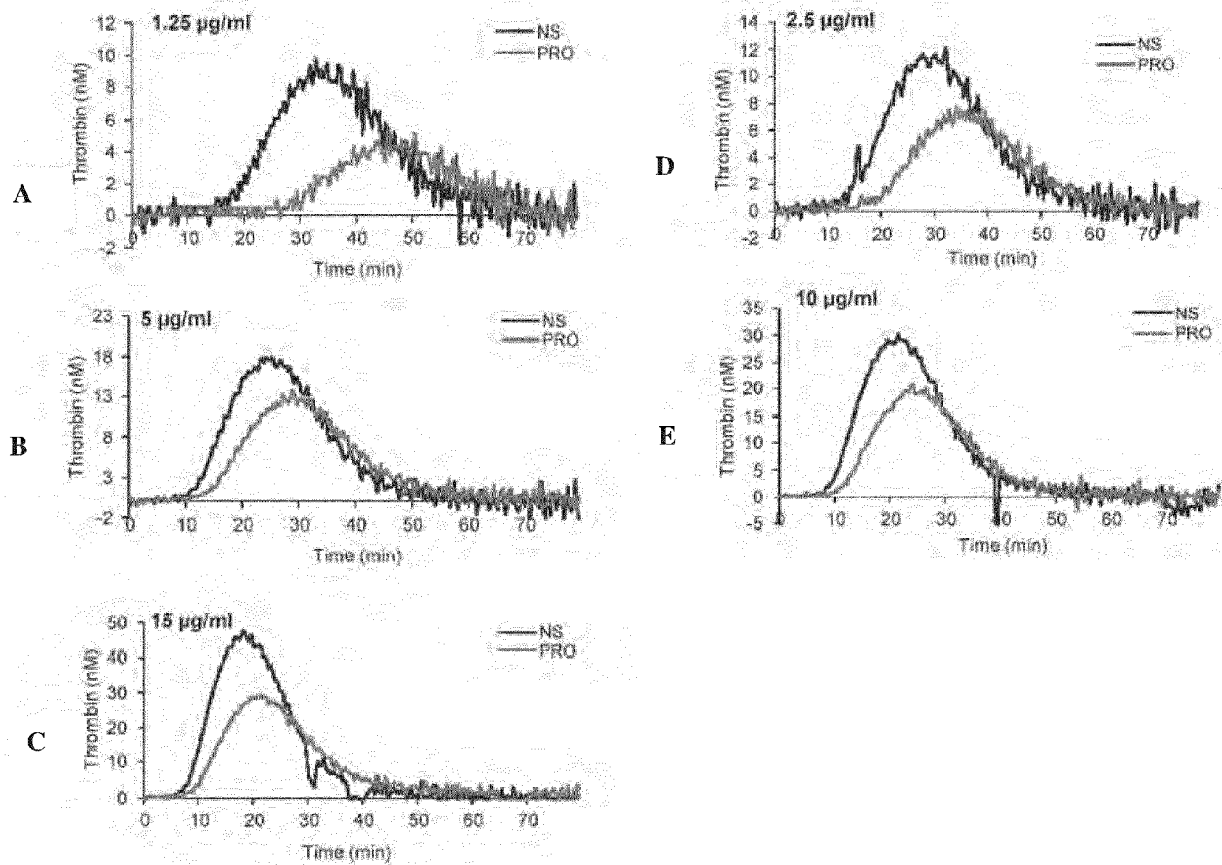 1.25 µg/ml
NS
PRO
Thrombin (nM)
12
10
8
6
4
2
0
-2
0 10 20 30 40 50 60 70
Time (min)
A
2.5 µg/ml
NS
PRO
Thrombin (nM)
14
12
10
8
6
4
2
0
-2
0 10 20 30 40 50 60 70
Time (min)
D
5 µg/ml
NS
PRO
Thrombin (nM)
23
18
13
8
3
-2
0 10 20 30 40 50 60 70
Time (min)
B
10 µg/ml
NS
PRO
Thrombin (nM)
35
30
25
20
15
10
5
0
-5
0 10 20 30 40 50 60 70
Time (min)
E
15 µg/ml
NS
PRO
Thrombin (nM)
50
40
30
20
10
0
0 10 20 30 40 50 60 70
Time (min)
C